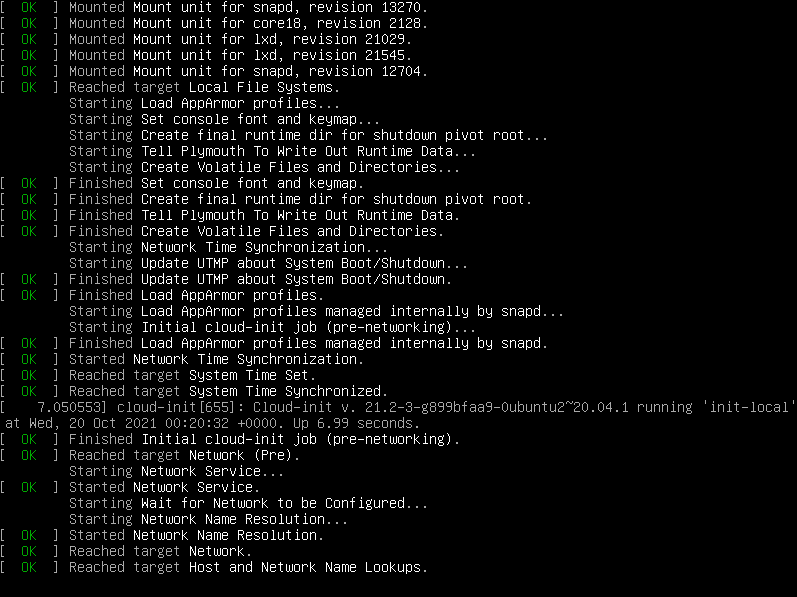 [  OK  ] Mounted Mount unit for snapd, revision 13270.
[  OK  ] Mounted Mount unit for core18, revision 2128.
[  OK  ] Mounted Mount unit for lxd, revision 21029.
[  OK  ] Mounted Mount unit for lxd, revision 21545.
[  OK  ] Mounted Mount unit for snapd, revision 12704.
[  OK  ] Reached target Local File Systems.
Starting Load AppArmor profiles...
Starting Set console font and keymap...
Starting Create final runtime dir for shutdown pivot root...
Starting Tell Plymouth To Write Out Runtime Data...
Starting Create Volatile Files and Directories...
[  OK  ] Finished Set console font and keymap.
[  OK  ] Finished Create final runtime dir for shutdown pivot root.
[  OK  ] Finished Tell Plymouth To Write Out Runtime Data.
[  OK  ] Finished Create Volatile Files and Directories.
Starting Network Time Synchronization...
Starting Update UTMP about System Boot/Shutdown...
[  OK  ] Finished Update UTMP about System Boot/Shutdown.
[  OK  ] Finished Load AppArmor profiles.
Starting Load AppArmor profiles managed internally by snapd...
Starting Initial cloud-init job (pre-networking)...
[  OK  ] Finished Load AppArmor profiles managed internally by snapd.
[  OK  ] Started Network Time Synchronization.
[  OK  ] Reached target System Time Set.
[  OK  ] Reached target System Time Synchronized.
[    7.050553] cloud-init[655]: Cloud-init v. 21.2-3-g899bfaa9-0ubuntu2~20.04.1 running 'init-local'
at Wed, 20 Oct 2021 00:20:32 +0000. Up 6.99 seconds.
[  OK  ] Finished Initial cloud-init job (pre-networking).
[  OK  ] Reached target Network (Pre).
Starting Network Service...
[  OK  ] Started Network Service.
Starting Wait for Network to be Configured...
Starting Network Name Resolution...
[  OK  ] Started Network Name Resolution.
[  OK  ] Reached target Network.
[  OK  ] Reached target Host and Network Name Lookups.